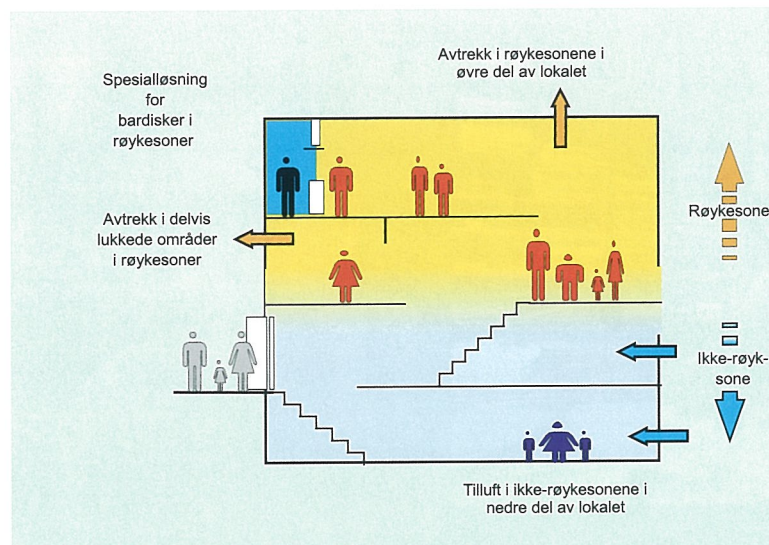 Avtrekk i røykesonene i
øvre del av lokalet
Spesialløsning
for
bardisker i
røykesoner
Røykesone
Avtrekk i delvis
lukkede områder
i røykesoner
Ikke-røyk-
sone
Tilluft i ikke-røykesonene i
nedre del av lokalet